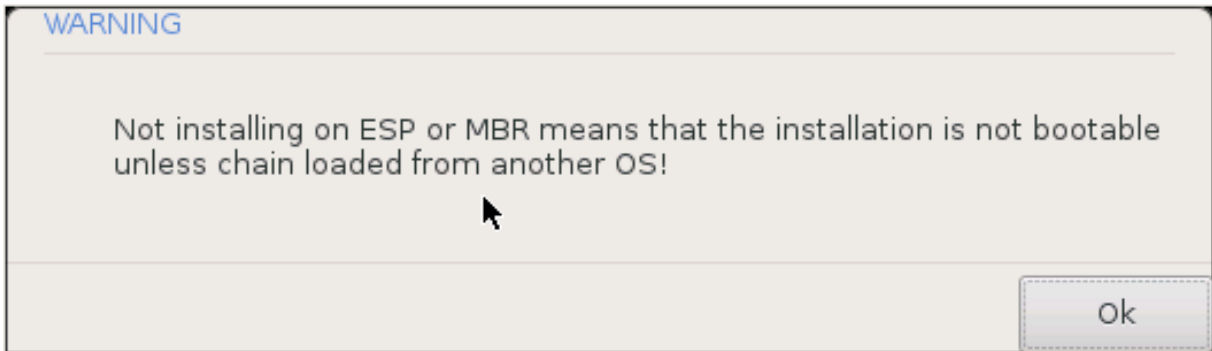 WARNING
Not installing on ESP or MBR means that the installation is not bootable
unless chain loaded from another OS!
Ok